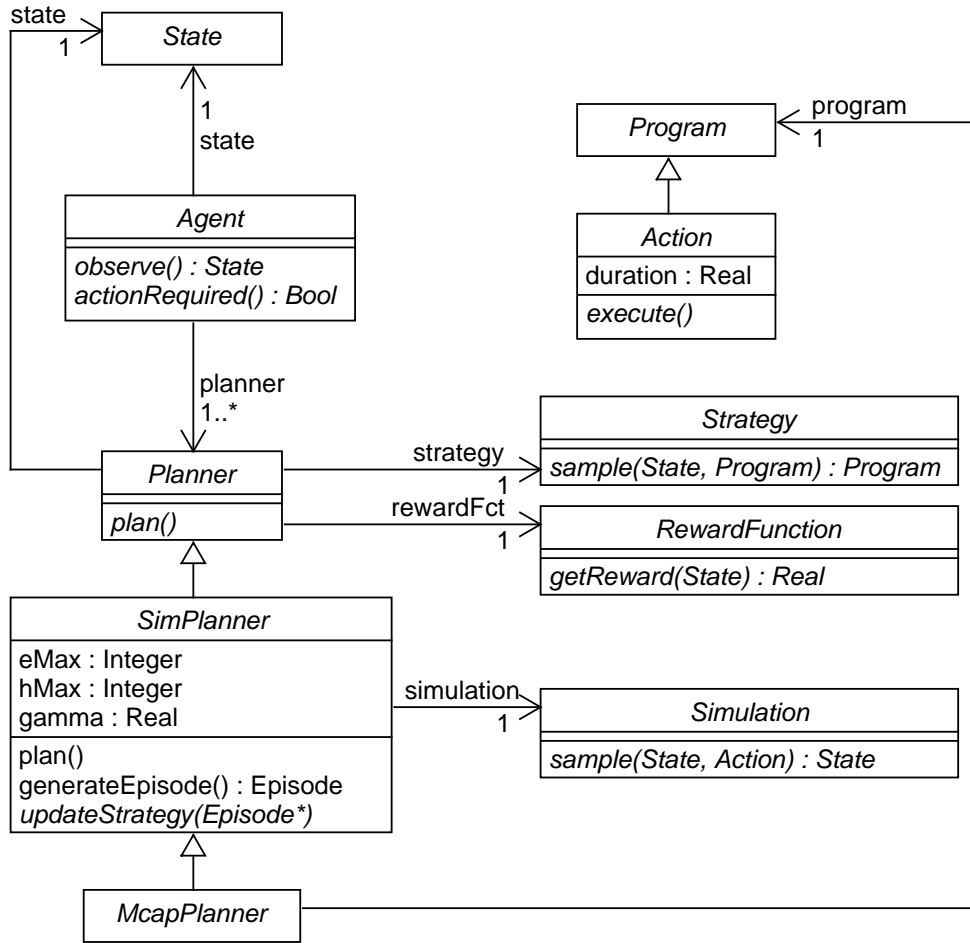 state
1
State
1
state
program
1
Program
Agent
observe() : State
actionRequired() : Bool
Action
duration : Real
execute()
planner
1..*
Planner
plan()
strategy
1
Strategy
sample(State, Program) : Program
rewardFct
1
RewardFunction
getReward(State) : Real
SimPlanner
eMax : Integer
hMax : Integer
gamma : Real
plan()
generateEpisode() : Episode
updateStrategy(Episode*)
simulation
1
Simulation
sample(State, Action) : State
McapPlanner